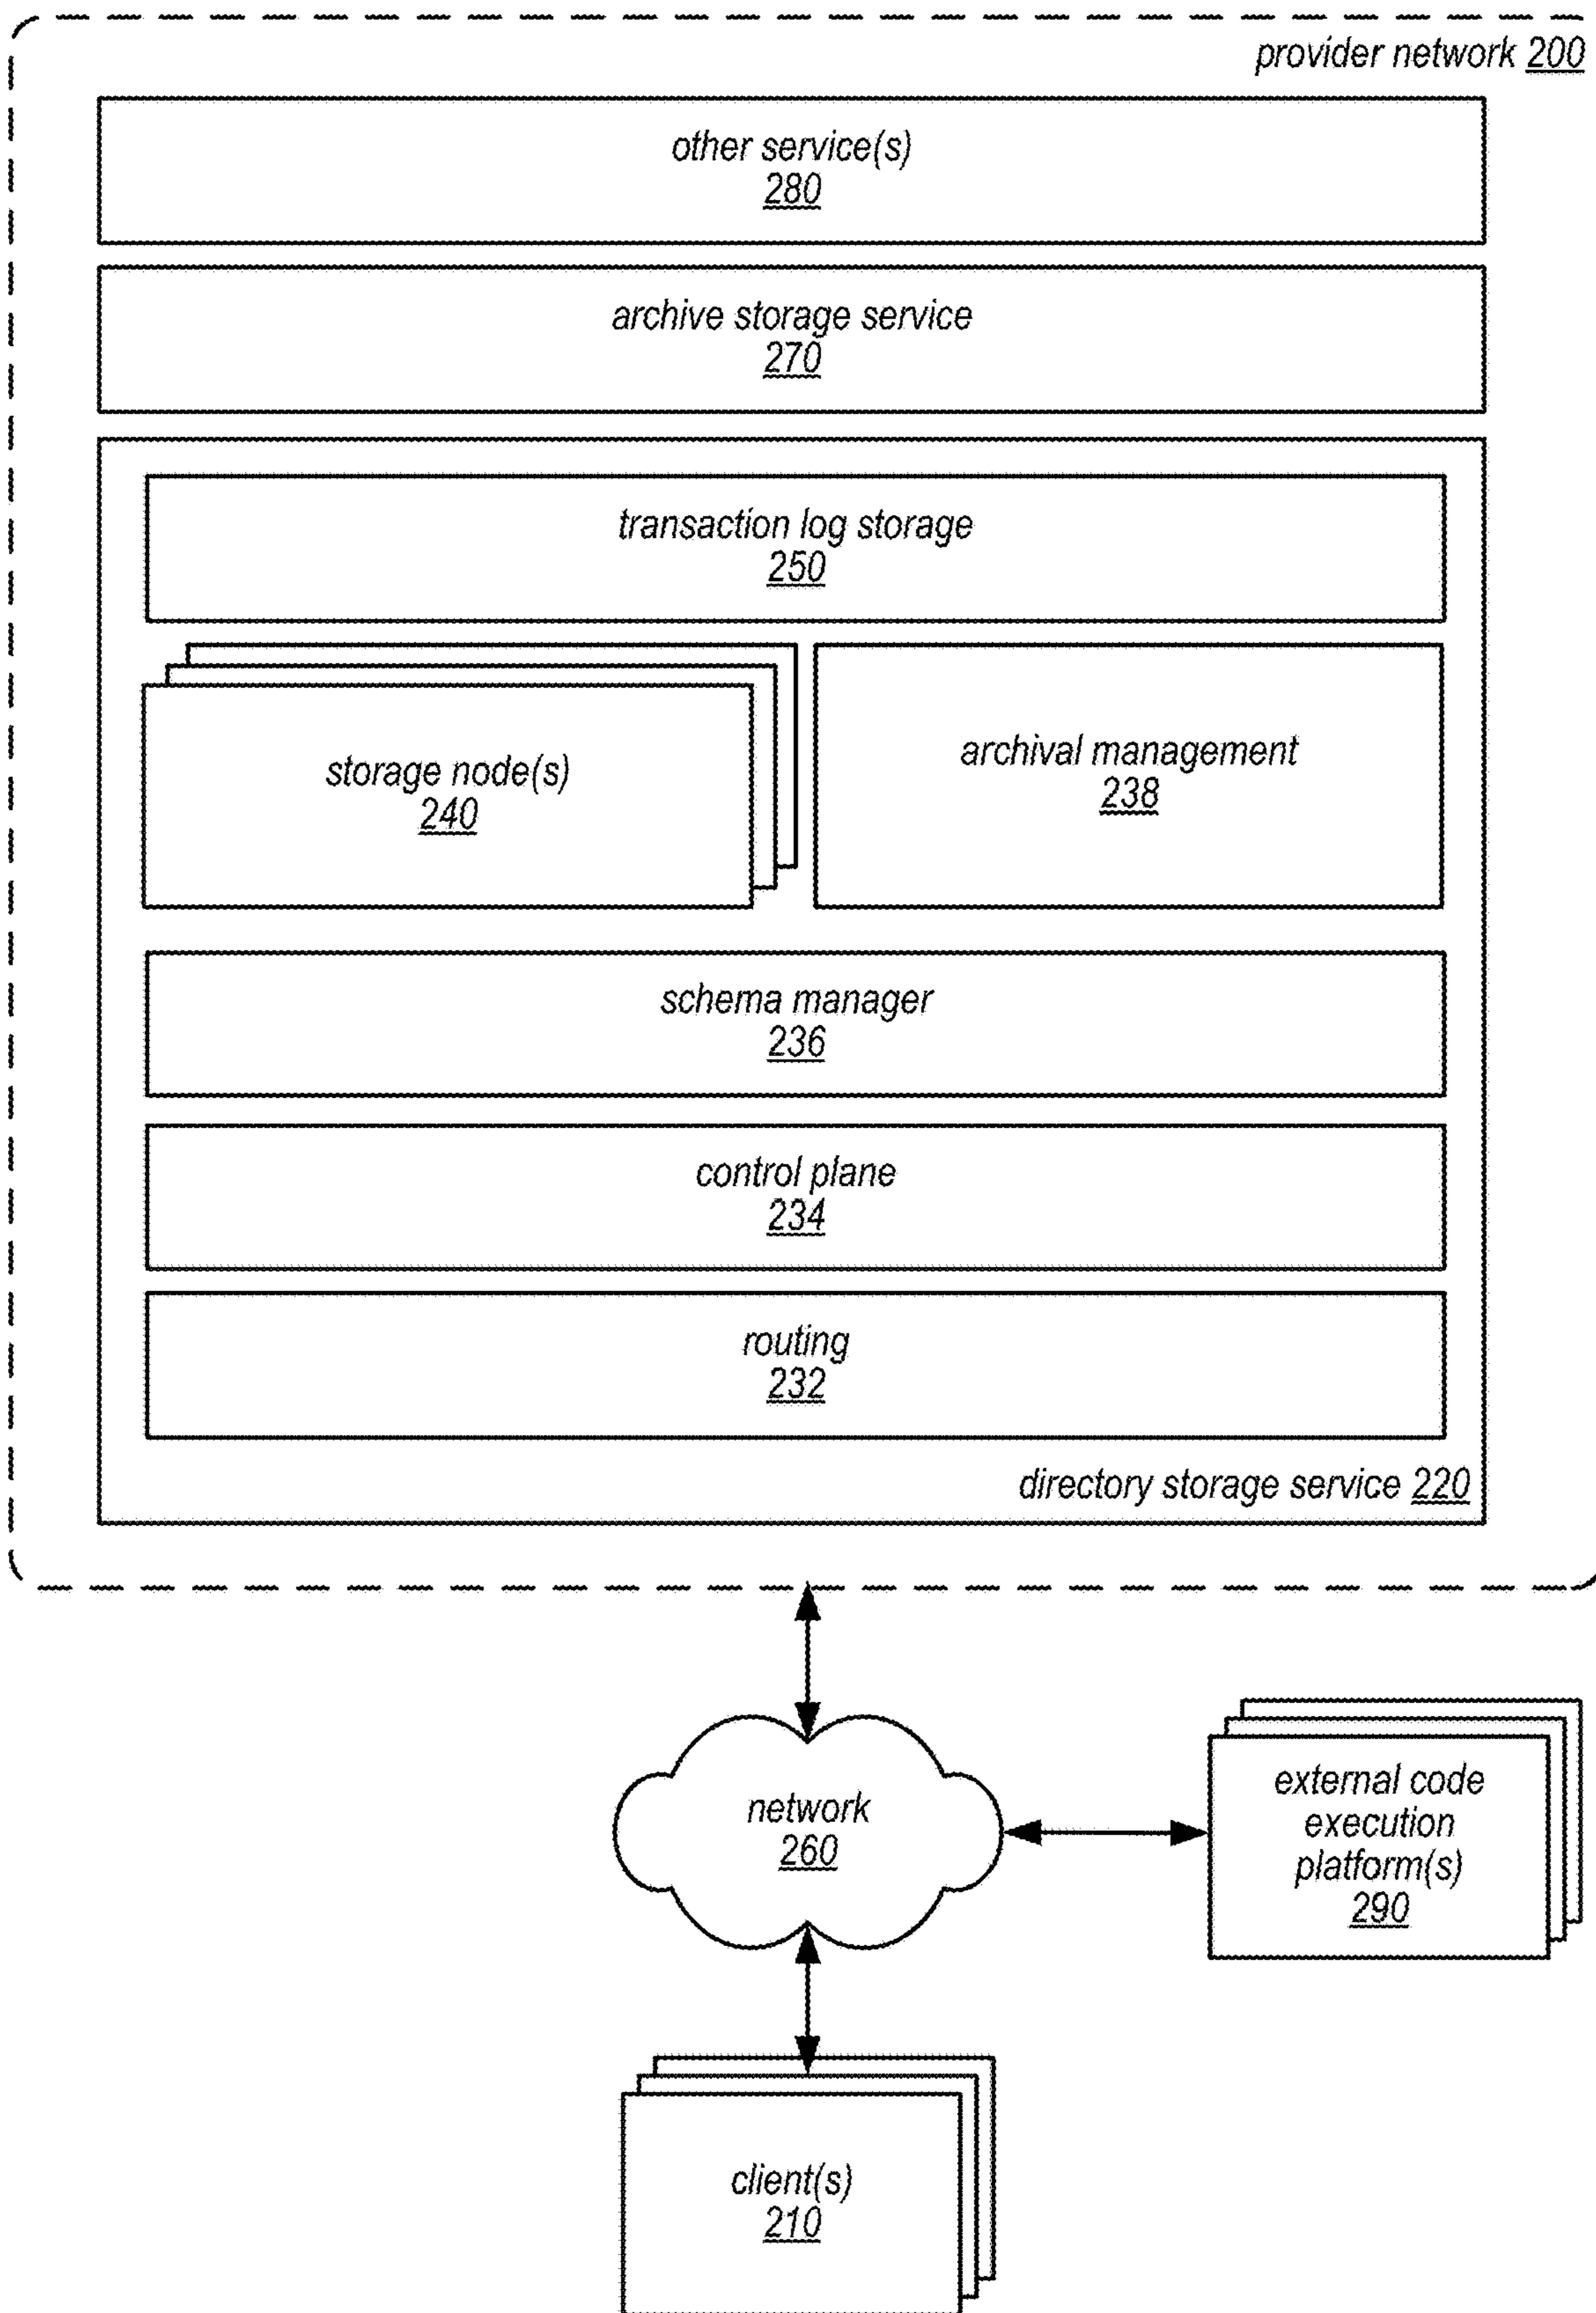 provider network 200
other service(s)
280
archive storage service
270
transaction log storage
250
storage node(s)
240
archival management
238
schema manager
236
control plane
234
routing
232
directory storage service 220
network
260
external code
execution
platform(s)
290
client(s)
210